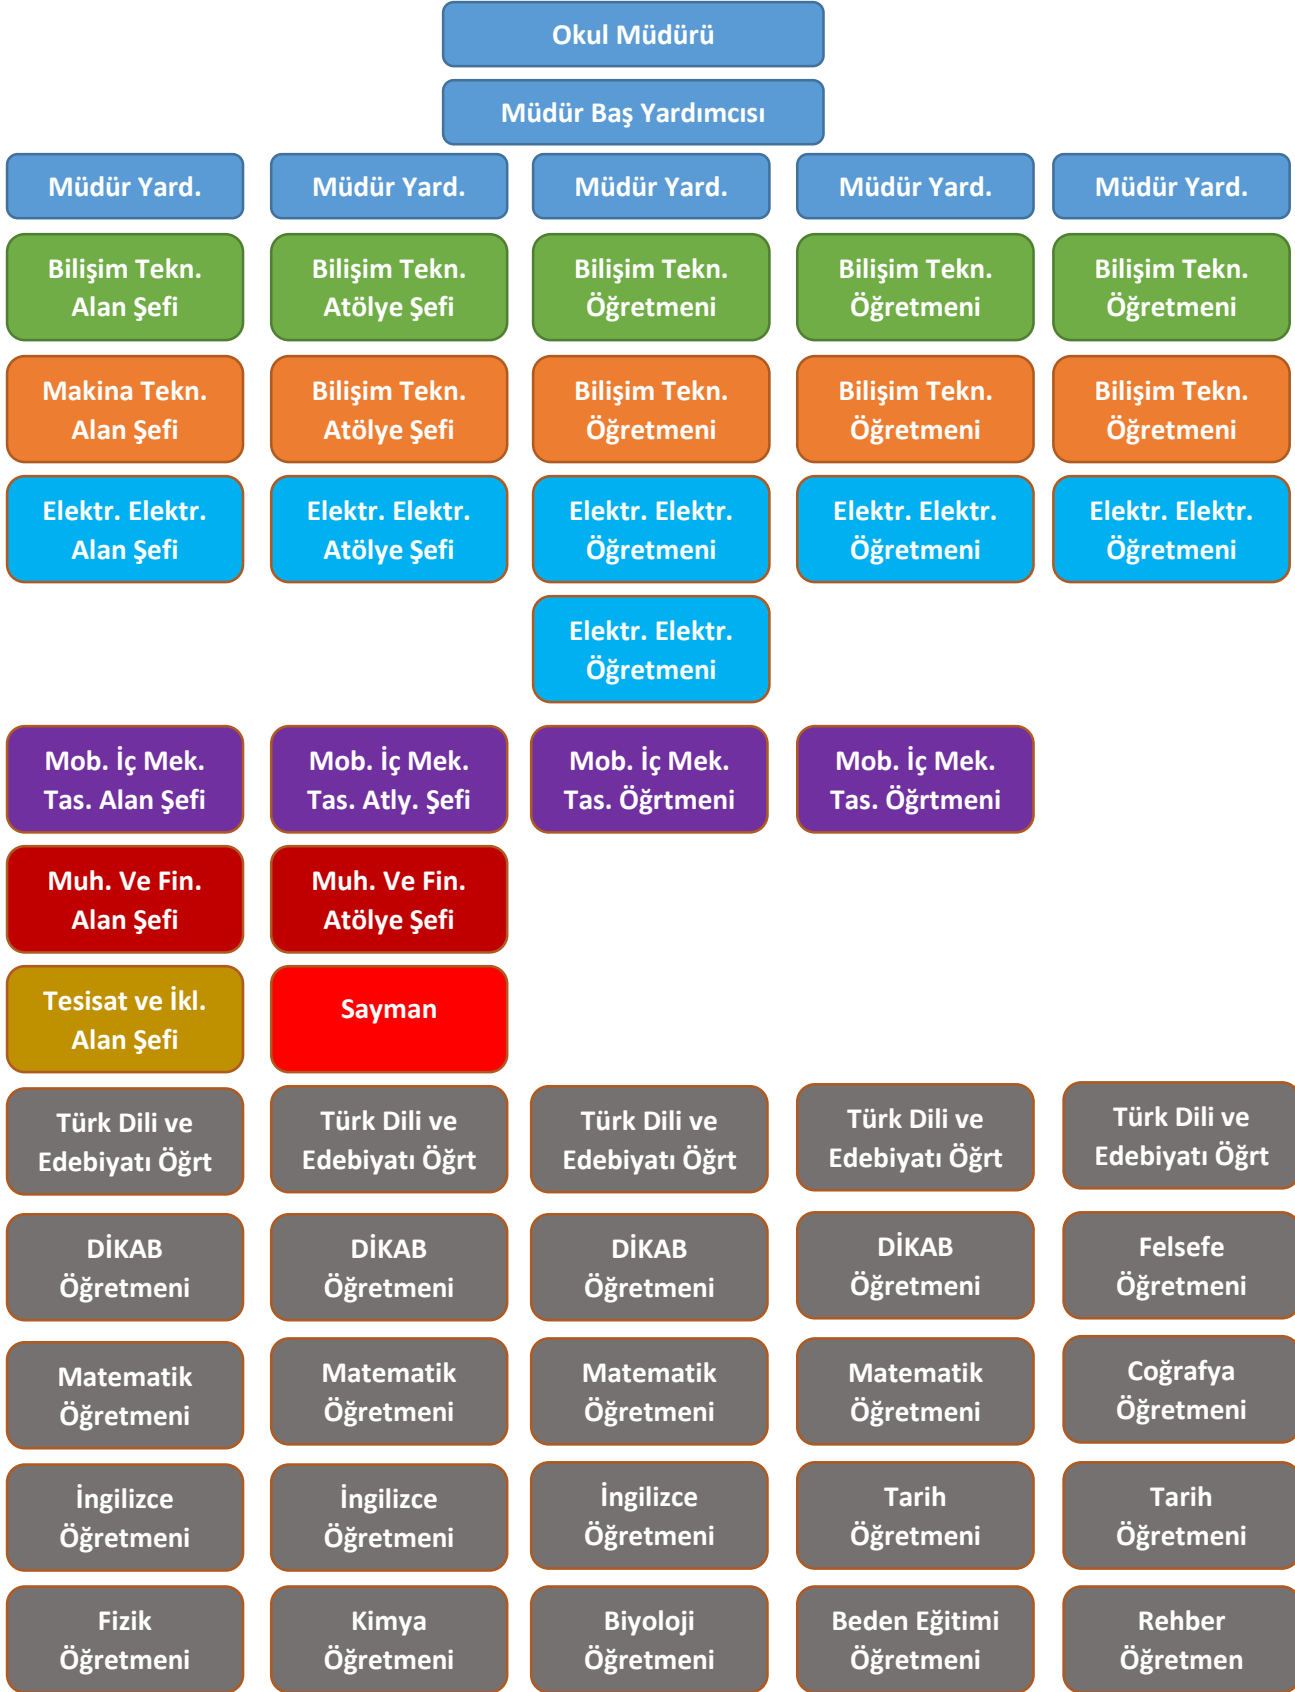 Okul Müdürü
Müdür Baş Yardımcısı
Müdür Yard.
Müdür Yard.
Müdür Yard.
Müdür Yard.
Müdür Yard.
Bilişim Tekn.
Alan Şefi
Bilişim Tekn.
Atölye Şefi
Bilişim Tekn.
Öğretmeni
Bilişim Tekn.
Öğretmeni
Bilişim Tekn.
Öğretmeni
Makina Tekn.
Alan Şefi
Bilişim Tekn.
Atölye Şefi
Bilişim Tekn.
Öğretmeni
Bilişim Tekn.
Öğretmeni
Bilişim Tekn.
Öğretmeni
Elektr. Elektr.
Alan Şefi
Elektr. Elektr.
Atölye Şefi
Elektr. Elektr.
Öğretmeni
Elektr. Elektr.
Öğretmeni
Elektr. Elektr.
Öğretmeni
Elektr. Elektr.
Öğretmeni
Mob. İç Mek.
Tas. Alan Şefi
Mob. İç Mek.
Tas. Atly. Şefi
Mob. İç Mek.
Tas. Öğrtmeni
Mob. İç Mek.
Tas. Öğrtmeni
Muh. Ve Fin.
Alan Şefi
Muh. Ve Fin.
Atölye Şefi
Tesisat ve İkl.
Alan Şefi
Sayman
Türk Dili ve
Edebiyatı Öğrt
Türk Dili ve
Edebiyatı Öğrt
Türk Dili ve
Edebiyatı Öğrt
Türk Dili ve
Edebiyatı Öğrt
Türk Dili ve
Edebiyatı Öğrt
DİKAB
Öğretmeni
DİKAB
Öğretmeni
DİKAB
Öğretmeni
DİKAB
Öğretmeni
Felsefe
Öğretmeni
Matematik
Öğretmeni
Matematik
Öğretmeni
Matematik
Öğretmeni
Matematik
Öğretmeni
Coğrafya
Öğretmeni
İngilizce
Öğretmeni
İngilizce
Öğretmeni
İngilizce
Öğretmeni
Tarih
Öğretmeni
Tarih
Öğretmeni
Fizik
Öğretmeni
Kimya
Öğretmeni
Biyoloji
Öğretmeni
Beden Eğitimi
Öğretmeni
Rehber
Öğretmen